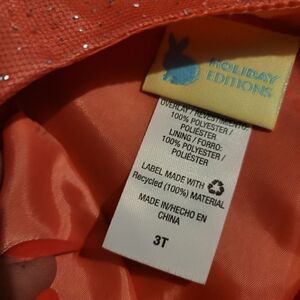 HOLIDAY
EDITIONS
OVERLAY / REVESTIMIENTO:
100% POLYESTER /
POLIÉSTER
LINING / FORRO:
100% POLYESTER /
POLIÉSTER
LABEL MADE WITH
Recycled (100%) MATERIAL
MADE IN/HECHO EN
CHINA
3T